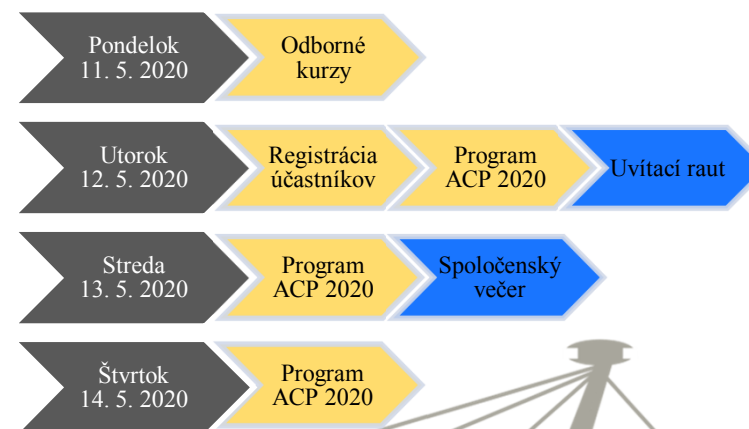 Pondelok
11. 5. 2020
Odborné
kurzy
Utorok
12. 5. 2020
Registrácia
účastníkov
Program
ACP 2020
Uvítací raut
Streda
13. 5. 2020
Program
ACP 2020
Spoločenský
večer
Štvrtok
14. 5. 2020
Program
ACP 2020